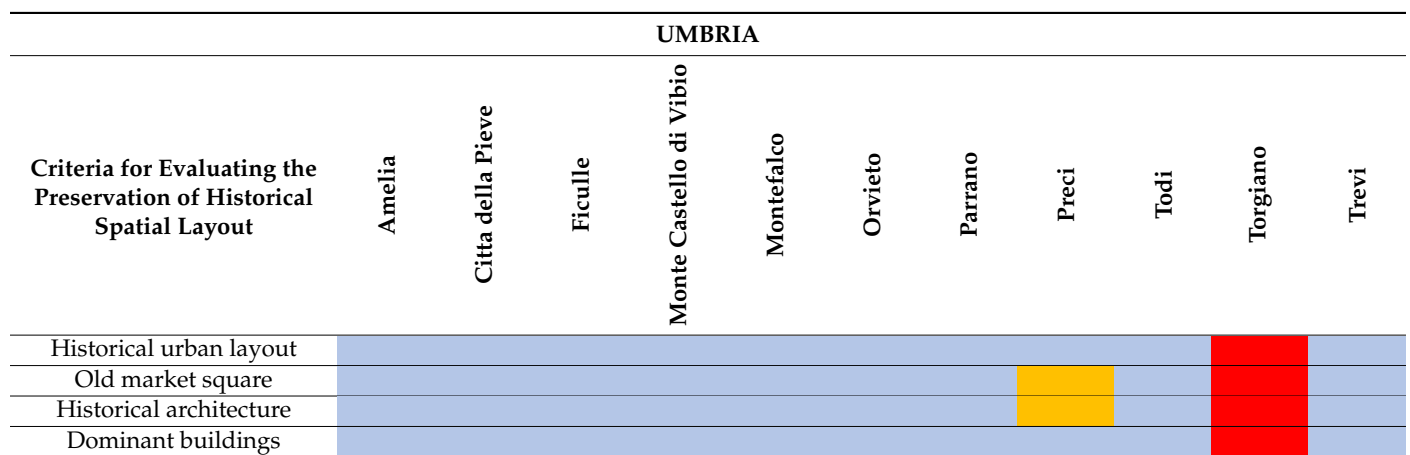 UMBRIA
Criteria for Evaluating the
Preservation of Historical
Spatial Layout
Amelia
Citta della Pieve
Ficulle
Monte Castello di Vibio
Montefalco
Orvieto
Parrano
Preci
Todi
Torgiano
Trevi
Historical urban layout
Old market square
Historical architecture
Dominant buildings